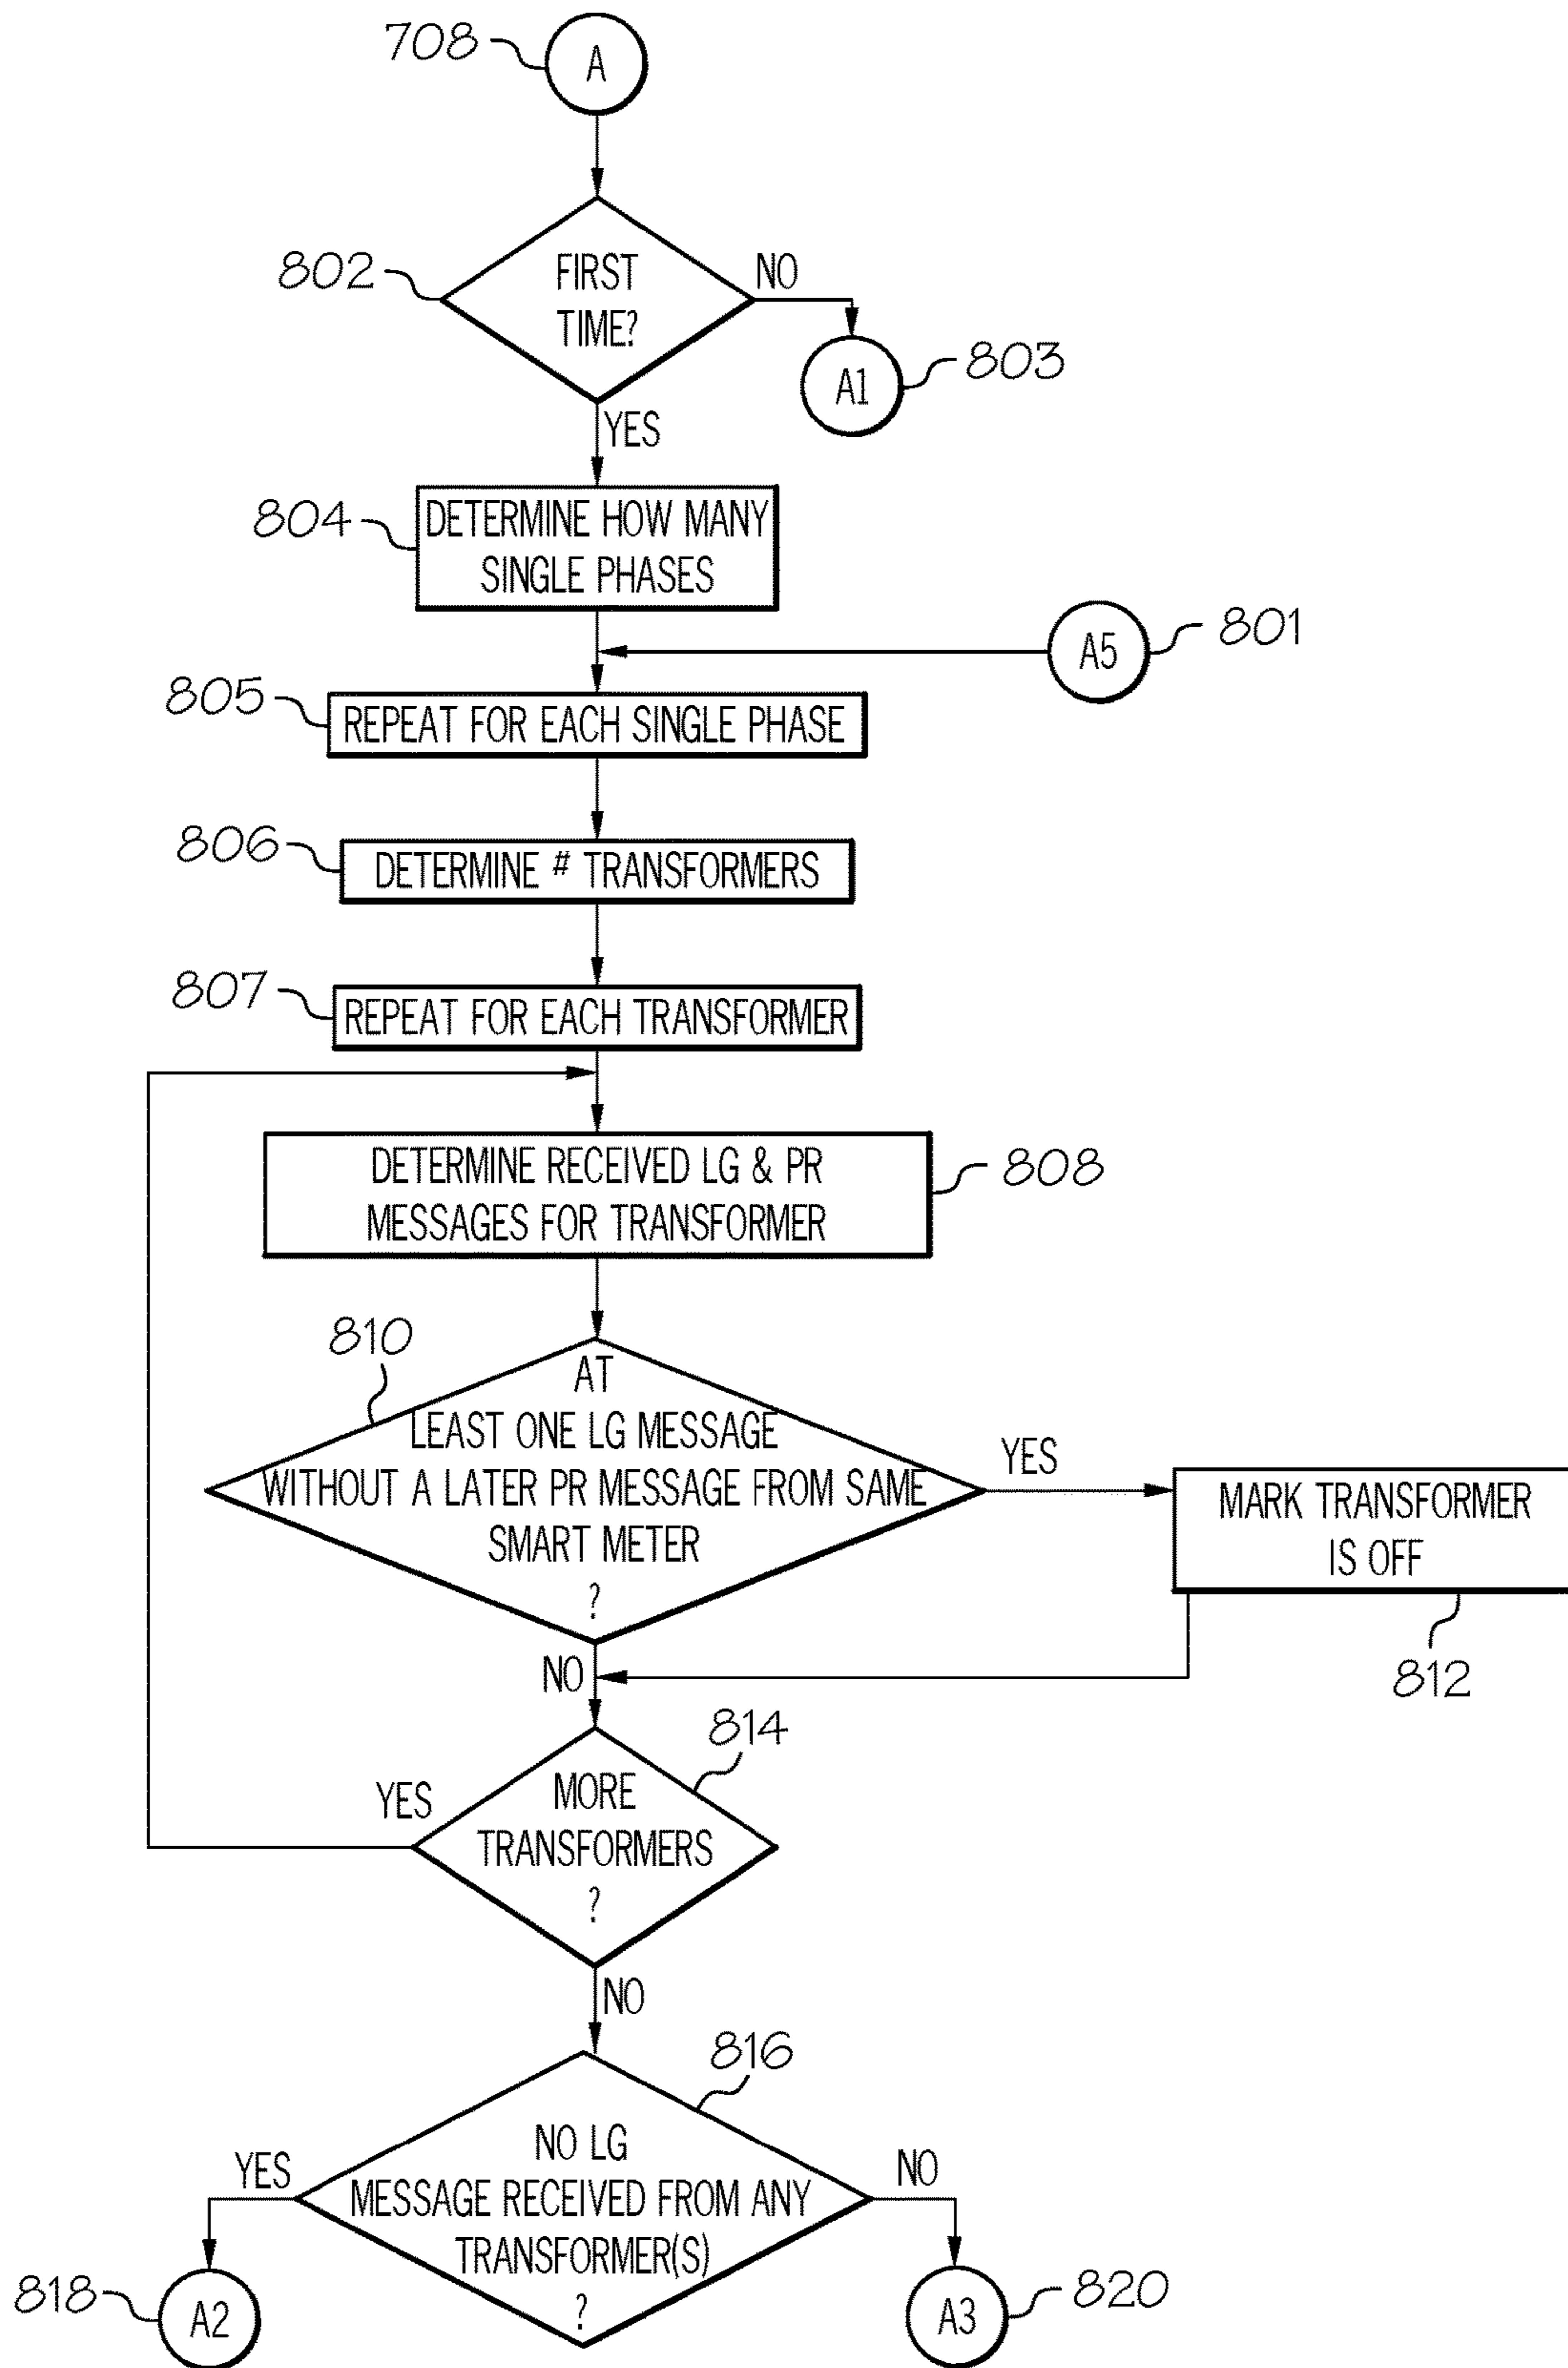 708
A
802
FIRST
TIME?
NO
A1
803
YES
804
DETERMINE HOW MANY
SINGLE PHASES
A5
801
805
REPEAT FOR EACH SINGLE PHASE
806
DETERMINE # TRANSFORMERS
807
REPEAT FOR EACH TRANSFORMER
DETERMINE RECEIVED LG & PR
MESSAGES FOR TRANSFORMER
808
810
AT
LEAST ONE LG MESSAGE
WITHOUT A LATER PR MESSAGE FROM SAME
SMART METER
?
YES
MARK TRANSFORMER
IS OFF
812
NO
814
YES
MORE
TRANSFORMERS
?
NO
816
YES
NO LG
MESSAGE RECEIVED FROM ANY
TRANSFORMER(S)
?
NO
818
A2
A3
820